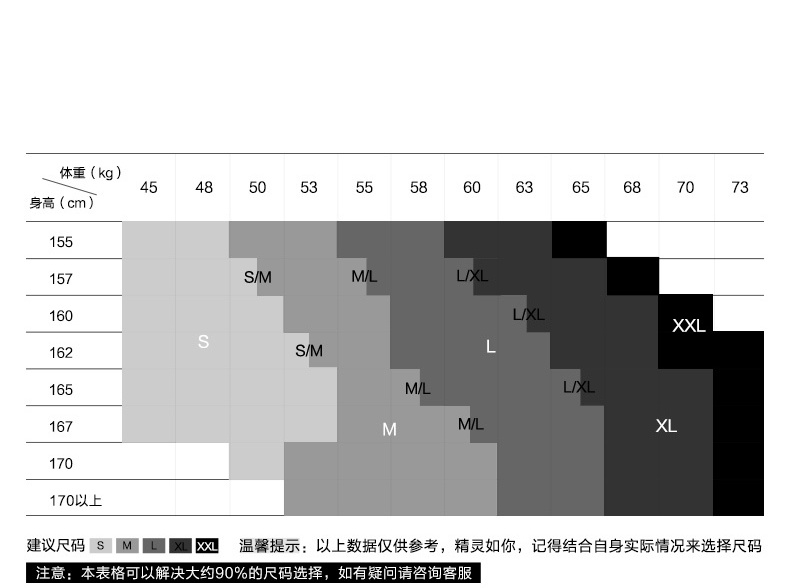 体重（kg）
身高（cm）
45 48 50 53 55 58 60 63 65 68 70 73
155
157 S/M M/L L/XL
160 L/XL XXL
162 S S/M L
165 M/L L/XL
167 M M/L XL
170
170以上
建议尺码 S M L XL XXL 温馨提示：以上数据仅供参考，精灵如你，记得结合自身实际情况来选择尺码
注意：本表格可以解决大约90%的尺码选择，如有疑问请咨询客服